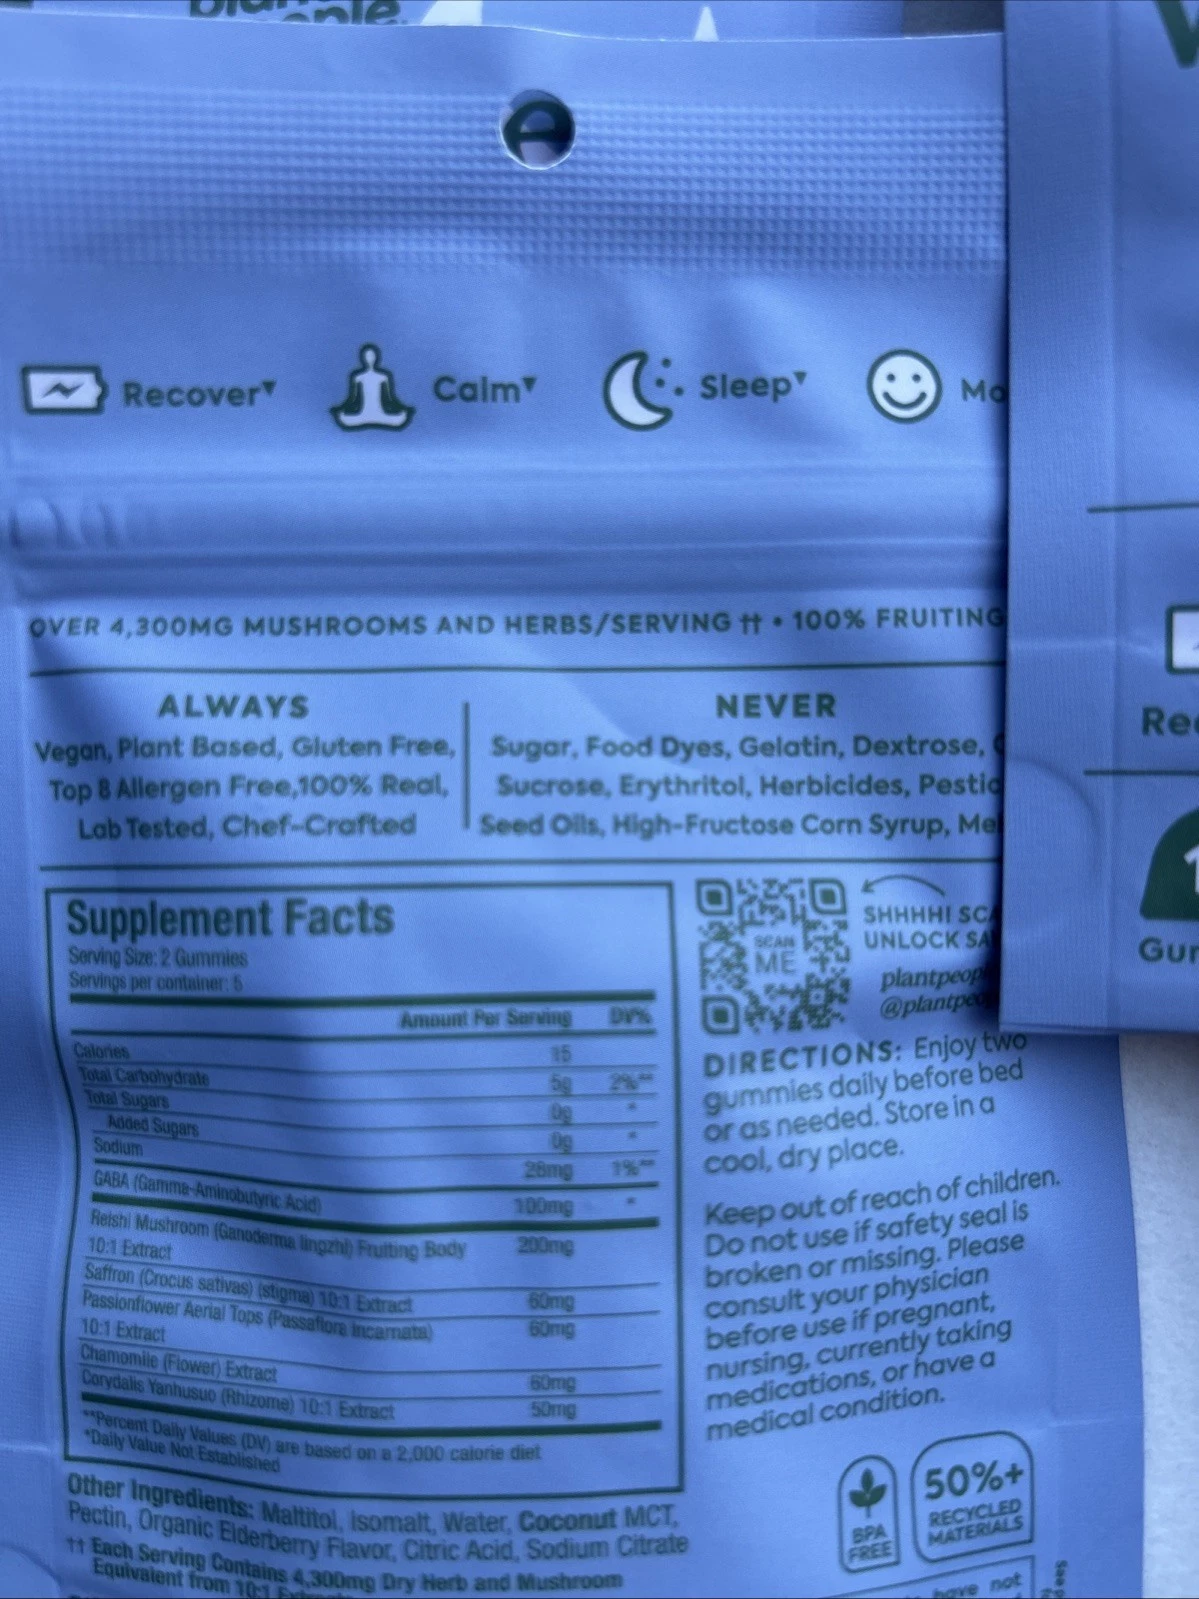 ple.
Recover▼ Calm▼ Sleep▼ Mo
OVER 4,300MG MUSHROOMS AND HERBS/SERVING †† • 100% FRUITING
ALWAYS
Vegan, Plant Based, Gluten Free,
Top 8 Allergen Free,100% Real,
Lab Tested, Chef-Crafted
NEVER
Sugar, Food Dyes, Gelatin, Dextrose,
Sucrose, Erythritol, Herbicides, Pestic
Seed Oils, High-Fructose Corn Syrup, Me
Supplement Facts
Serving Size: 2 Gummies
Servings per container: 5
Amount Per Serving DV%
Calories 15
Total Carbohydrate 5g 2%**
Total Sugars 0g *
Added Sugars 0g *
Sodium 28mg 1%**
GABA (Gamma-Aminobutyric Acid) 100mg *
Reishi Mushroom (Ganoderma lingzhi) Fruiting Body 200mg
10:1 Extract
Saffron (Crocus sativas) (stigma) 10:1 Extract 60mg
Passionflower Aerial Tops (Passaflora incarnata) 60mg
10:1 Extract
Chamomile (Flower) Extract 60mg
Corydalis Yanhusuo (Rhizome) 10:1 Extract 50mg
**Percent Daily Values (DV) are based on a 2,000 calorie diet
*Daily Value Not Established
Other Ingredients: Maltitol, Isomalt, Water, Coconut MCT,
Pectin, Organic Elderberry Flavor, Citric Acid, Sodium Citrate
†† Each Serving Contains 4,300mg Dry Herb and Mushroom
Equivalent from 10:1
SCAN
ME
SHHHH! SC
UNLOCK SA
plantpeop
@plantpeo
DIRECTIONS: Enjoy two
gummies daily before bed
or as needed. Store in a
cool, dry place.
Keep out of reach of children.
Do not use if safety seal is
broken or missing. Please
consult your physician
before use if pregnant,
nursing, currently taking
medications, or have a
medical condition.
BPA
FREE
50%+
RECYCLED
MATERIALS
have not
Re
1
Gu